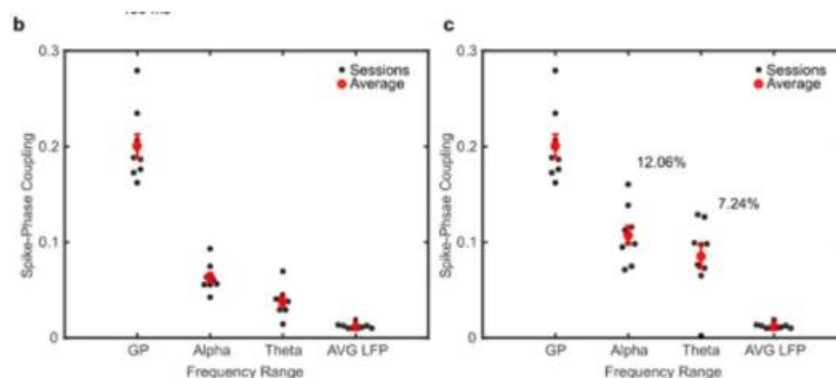 b
c
0.3
0.2
0.1
0
Spike-Phase Coupling
Sessions
Average
GP
Alpha
Theta
AVG LFP
Frequency Range
0.3
0.2
0.1
0
Spike-Phsae Coupling
Sessions
Average
12.06%
7.24%
GP
Alpha
Theta
AVG LFP
Frequency Range